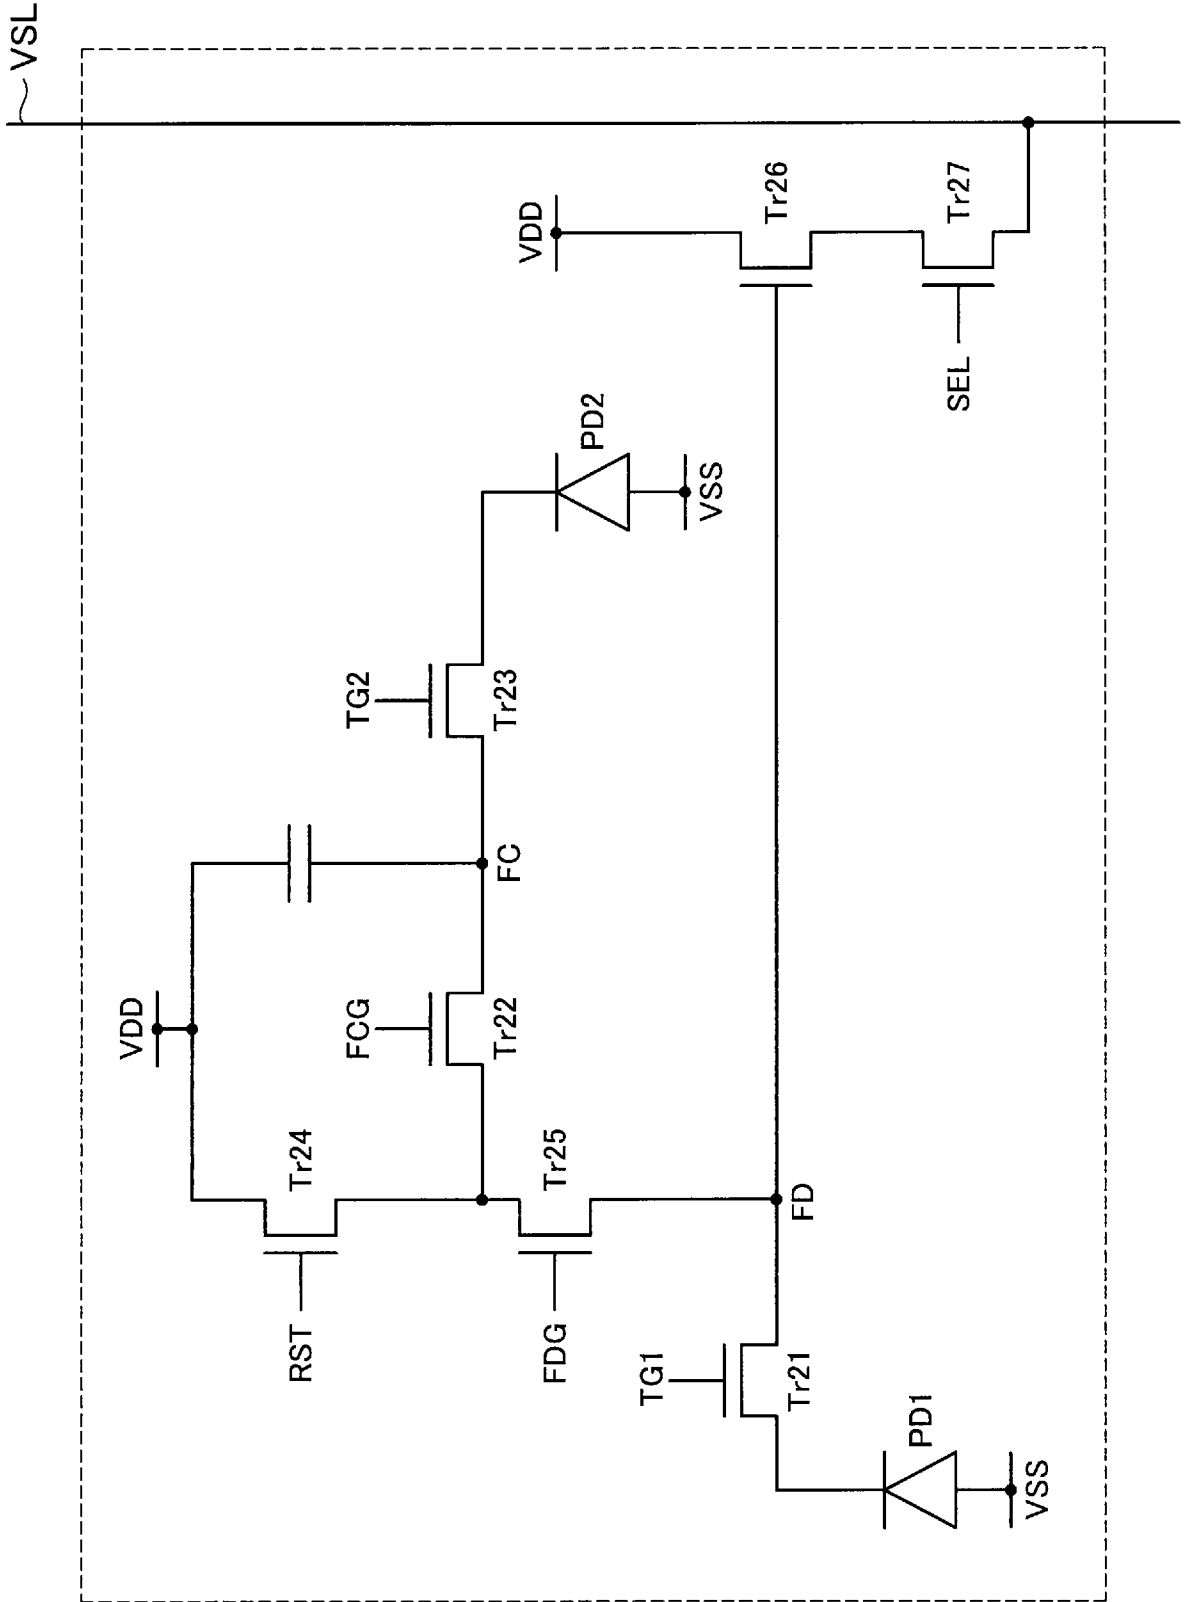 VSL
VDD
RST
Tr24
FCG
Tr22
FC
TG2
Tr23
PD2
VSS
VDD
Tr26
SEL
Tr27
FDG
Tr25
TG1
Tr21
FD
PD1
VSS